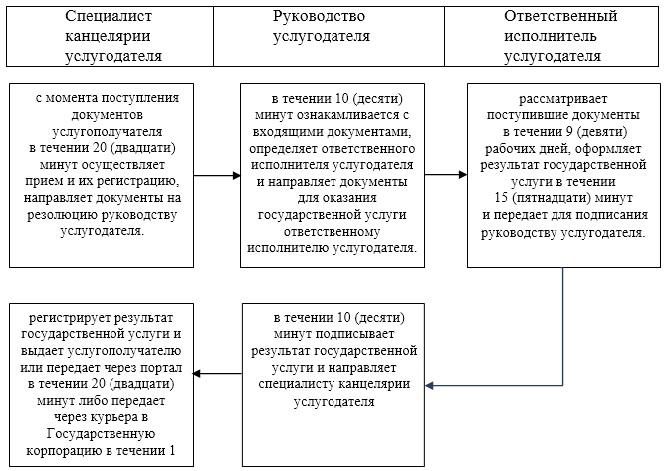 Специалист
канцелярии
услугодателя
Руководство
услугодателя
Ответственный
исполнитель
услугодателя
с момента поступления
документов
услугополучателя
в течении 20 (двадцати)
минут осуществляет
прием и их регистрацию,
направляет документы на
резолюцию руководству
услугодателя.
в течении 10 (десяти)
минут ознакамливается с
входящими документами,
определяет ответственного
исполнителя услугодателя
и направляет документы
для оказания
государственной услуги
ответственному
исполнителю услугодателя.
рассматривает
поступившие документы
в течении 9 (девяти)
рабочих дней, оформляет
результат государственной
услуги в течении
15 (пятнадцати) минут
и передает для подписания
руководству услугодателя.
регистрирует результат
государственной услуги и
выдает услугополучателю
или передает через портал
в течении 20 (двадцати)
минут либо передает
через курьера в
Государственную
корпорацию в течении 1
в течении 10 (десяти)
минут подписывает
результат государственной
услуги и направляет
специалисту канцелярии
услугодателя